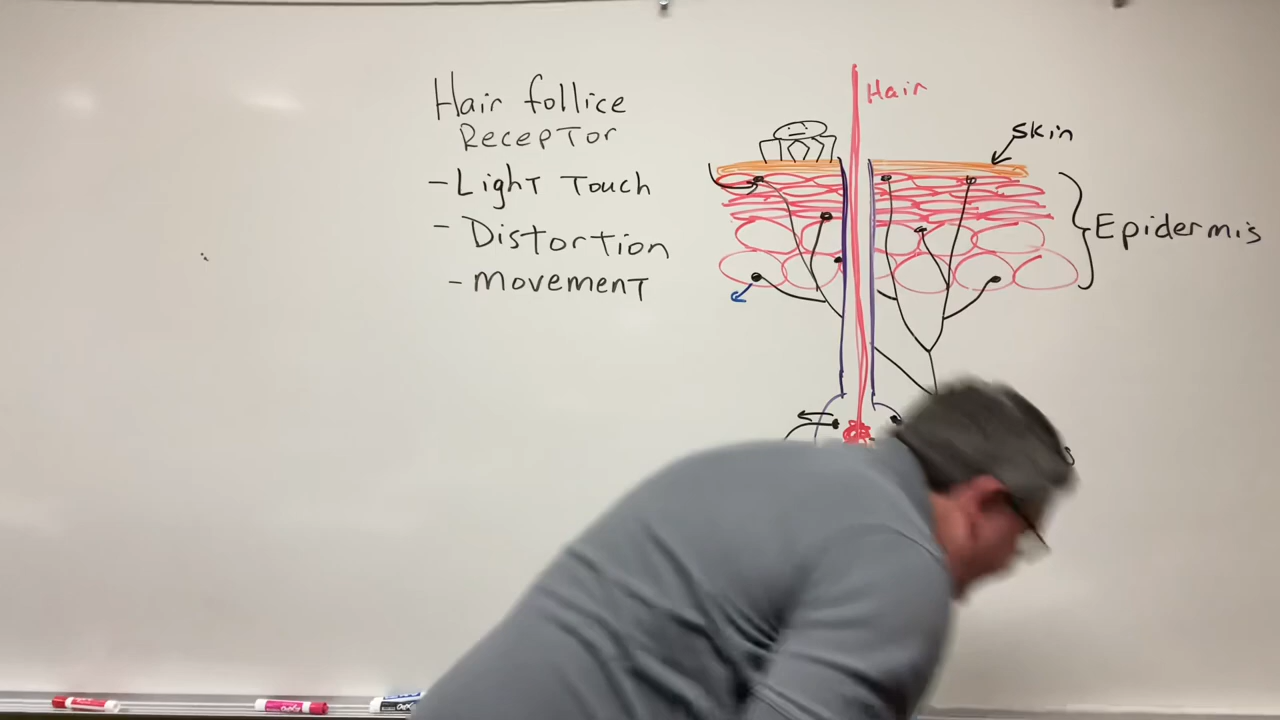 Hair follice
Receptor
- Light Touch
- Distortion
- Movement
Hair
Skin
Epidermis